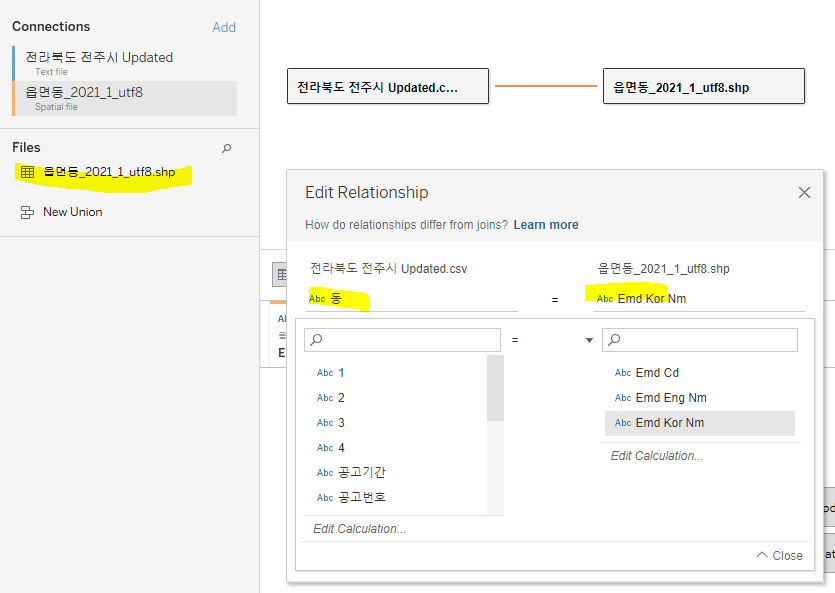 Connections
Add
전라북도 전주시 Updated
Text file
읍면동_2021_1_utf8
Spatial file
Files
읍면동_2021_1_utf8.shp
New Union
전라북도 전주시 Updated.c...
읍면동_2021_1_utf8.shp
Edit Relationship
How do relationships differ from joins? Learn more
전라북도 전주시 Updated.csv
읍면동_2021_1_utf8.shp
Abc 동
=
Abc Emd Kor Nm
=
Abc 1
Abc 2
Abc 3
Abc 4
Abc 공고기간
Abc 공고번호
Edit Calculation...
Abc Emd Cd
Abc Emd Eng Nm
Abc Emd Kor Nm
Edit Calculation...
Close